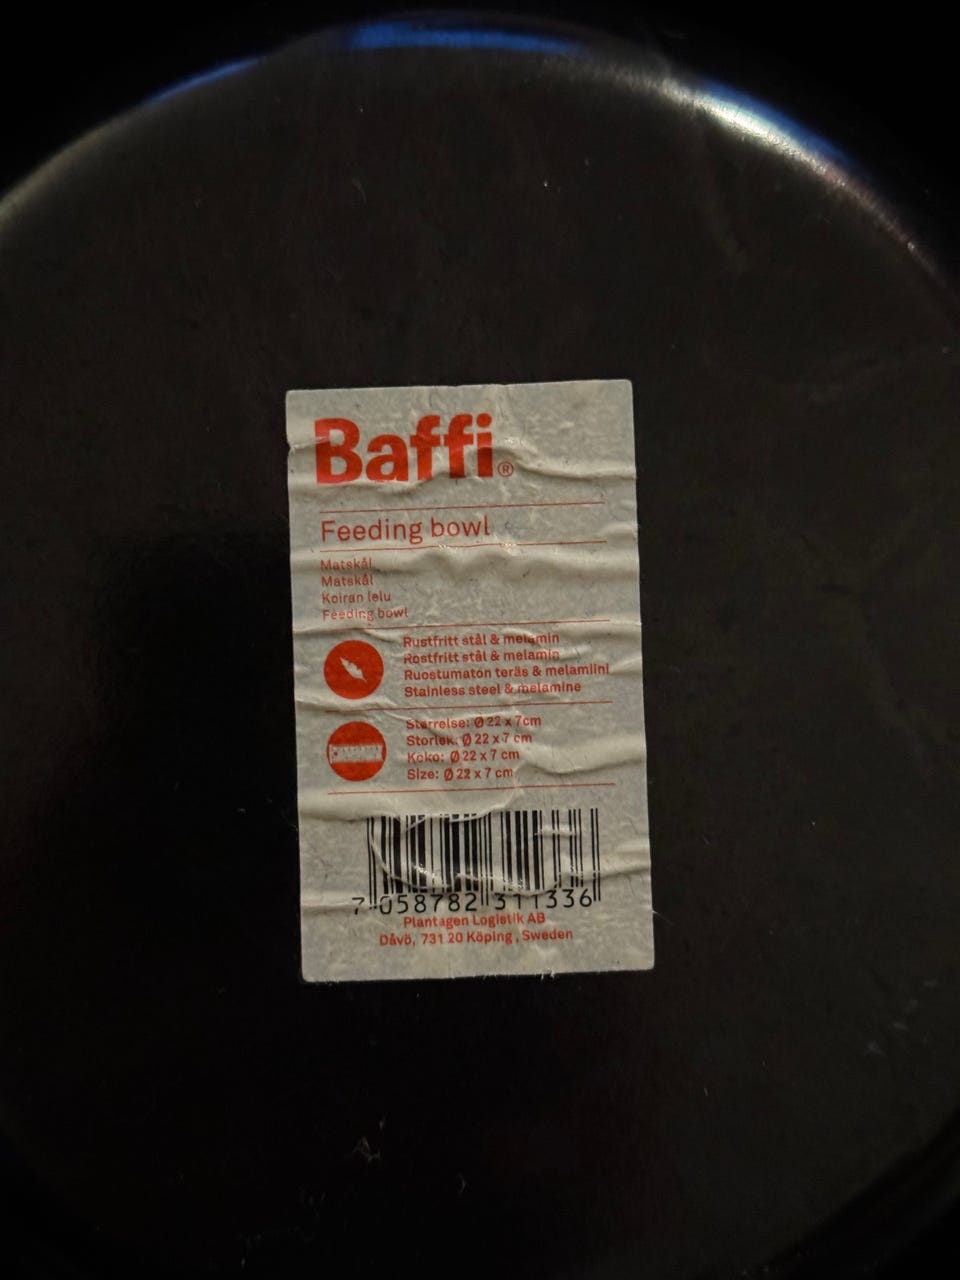 Baffi®
Feeding bowl
Matskål
Matskål
Koiran lelu
Feeding bowl
Rustfritt stål & melamin
Rostfritt stål & melamin
Ruostumaton teräs & melamiini
Stainless steel & melamine
Størrelse: Ø 22 x 7 cm
Storlek: Ø 22 x 7 cm
Koko: Ø 22 x 7 cm
Size: Ø 22 x 7 cm
7 058782 311336
Plantagen Logistik AB
Dåvö, 731 20 Köping, Sweden